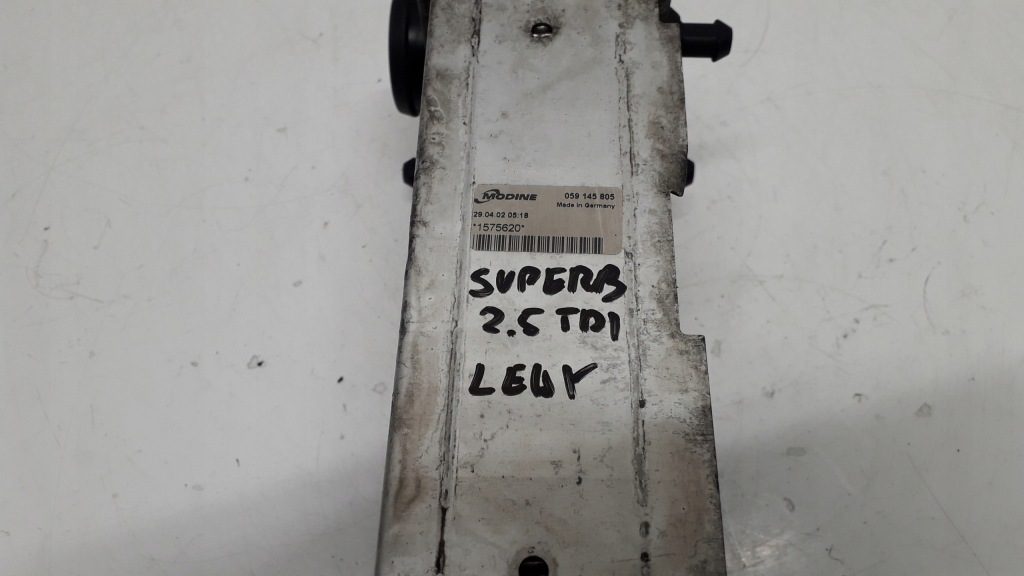 MODINE 059 145 805
Made in Germany
29.04.02 05:18
*1575620*
SUPERB
2.5 TDI
LEWY